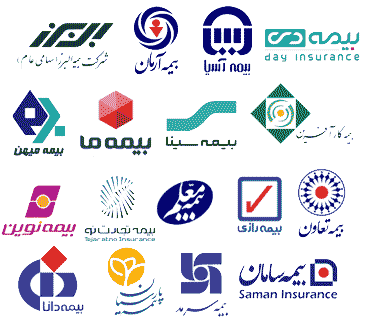 البرز
شرکت بیمه البرز (سهامی عام)
بیمه آرمان
بیمه آسیا
بیمه دی
day insurance
بیمه میهن
بیمه ما
بیمه سینا
بیمه کارآفرین
بیمه نوین
بیمه تجارت نو
Tejaratno Insurance
بیمه معلم
بیمه رازی
بیمه تعاون
بیمه دانا
بیمه پارسیان
بیمه سرمد
بیمه سامان
Saman Insurance